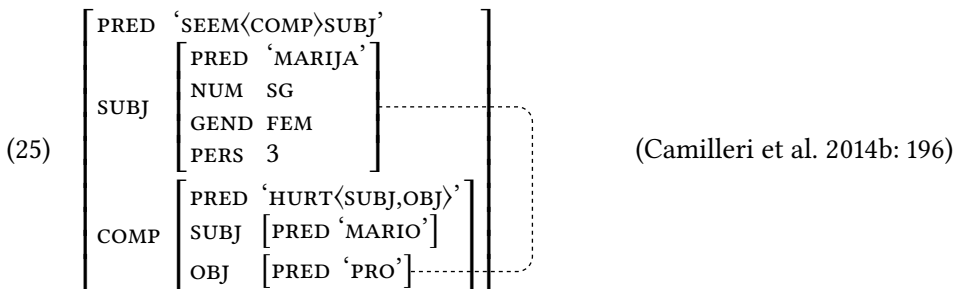 PRED ‘SEEM⟨COMP⟩SUBJ’
PRED ‘MARIJA’
NUM SG
SUBJ
GEND FEM
PERS 3
(25)
(Camilleri et al. 2014b: 196)
PRED ‘HURT⟨SUBJ,OBJ⟩’
COMP SUBJ [PRED ‘MARIO’]
OBJ [PRED ‘PRO’]